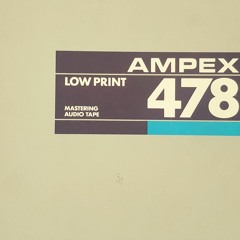 AMPEX
LOW PRINT
478
MASTERING
AUDIO TAPE